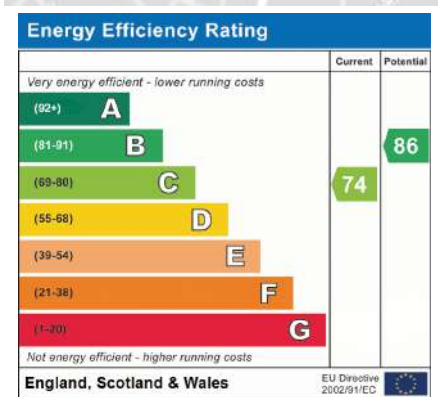 Energy Efficiency Rating
Current Potential
Very energy efficient - lower running costs
(92+) A
(81-91) B 86
(69-80) C 74
(55-68) D
(39-54) E
(21-38) F
(1-20) G
Not energy efficient - higher running costs
England, Scotland & Wales EU Directive
2002/91/EC